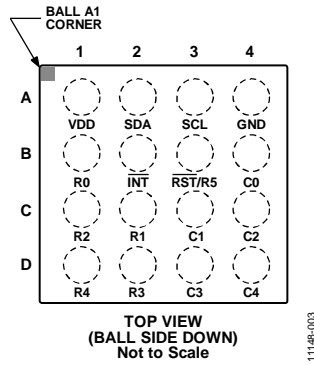 BALL A1
CORNER
1 2 3 4
A
VDD SDA SCL GND
B
R0 INT RST/R5 C0
C
R2 R1 C1 C2
D
R4 R3 C3 C4
TOP VIEW
(BALL SIDE DOWN)
Not to Scale
11148-003